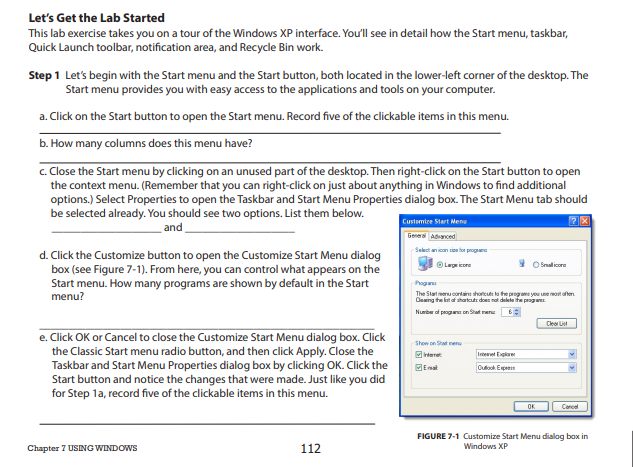 Let's Get the Lab Started
This lab exercise takes you on a tour of the Windows XP interface. You'll see in detail how the Start menu, taskbar,
Quick Launch toolbar, notification area, and Recycle Bin work.
Step 1 Let's begin with the Start menu and the Start button, both located in the lower-left corner of the desktop. The
Start menu provides you with easy access to the applications and tools on your computer.
a. Click on the Start button to open the Start menu. Record five of the clickable items in this menu.
b. How many columns does this menu have?
c. Close the Start menu by clicking on an unused part of the desktop. Then right-click on the Start button to open
the context menu. (Remember that you can right-click on just about anything in Windows to find additional
options.) Select Properties to open the Taskbar and Start Menu Properties dialog box. The Start Menu tab should
be selected already. You should see two options. List them below.
and
d. Click the Customize button to open the Customize Start Menu dialog
box (see Figure 7-1). From here, you can control what appears on the
Start menu. How many programs are shown by default in the Start
menu?
e. Click OK or Cancel to close the Customize Start Menu dialog box. Click
the Classic Start menu radio button, and then click Apply. Close the
Taskbar and Start Menu Properties dialog box by clicking OK. Click the
Start button and notice the changes that were made. Just like you did
for Step 1a, record five of the clickable items in this menu.
Customize Start Menu
General Advanced
Select an icon size for programs
Large icons Small icons
Programs
The Start menu contains shortcuts to the programs you use most often.
Clearing the list of shortcuts does not delete the programs.
Number of programs on Start menu: 6
Clear List
Show on Start menu
Internet: Internet Explorer
E-mail: Outlook Express
OK Cancel
FIGURE 7-1 Customize Start Menu dialog box in
Windows XP
Chapter 7 USING WINDOWS 112